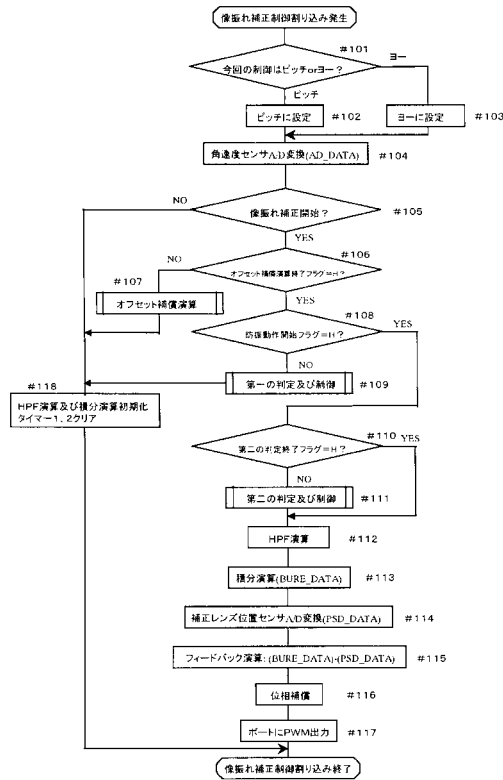 像振れ補正制御割り込み発生
#101
今回の制御はピッチorヨー?
ヨー
ピッチ
ピッチに設定
#102
ヨーに設定
#103
角速度センサA/D変換(AD_DATA)
#104
NO
像振れ補正開始?
#105
YES
#106
NO
オフセット補償演算終了フラグ=H?
#107
オフセット補償演算
YES
#108
防振動作開始フラグ=H?
YES
NO
#118
第一の判定及び制御
#109
HPF演算及び積分演算初期化
タイマー1、2クリア
#110
第二の判定終了フラグ=H?
YES
NO
第二の判定及び制御
#111
HPF演算
#112
積分演算(BURE_DATA)
#113
補正レンズ位置センサA/D変換(PSD_DATA)
#114
フィードバック演算:(BURE_DATA)-(PSD_DATA)
#115
位相補償
#116
ポートにPWM出力
#117
像振れ補正制御割り込み終了